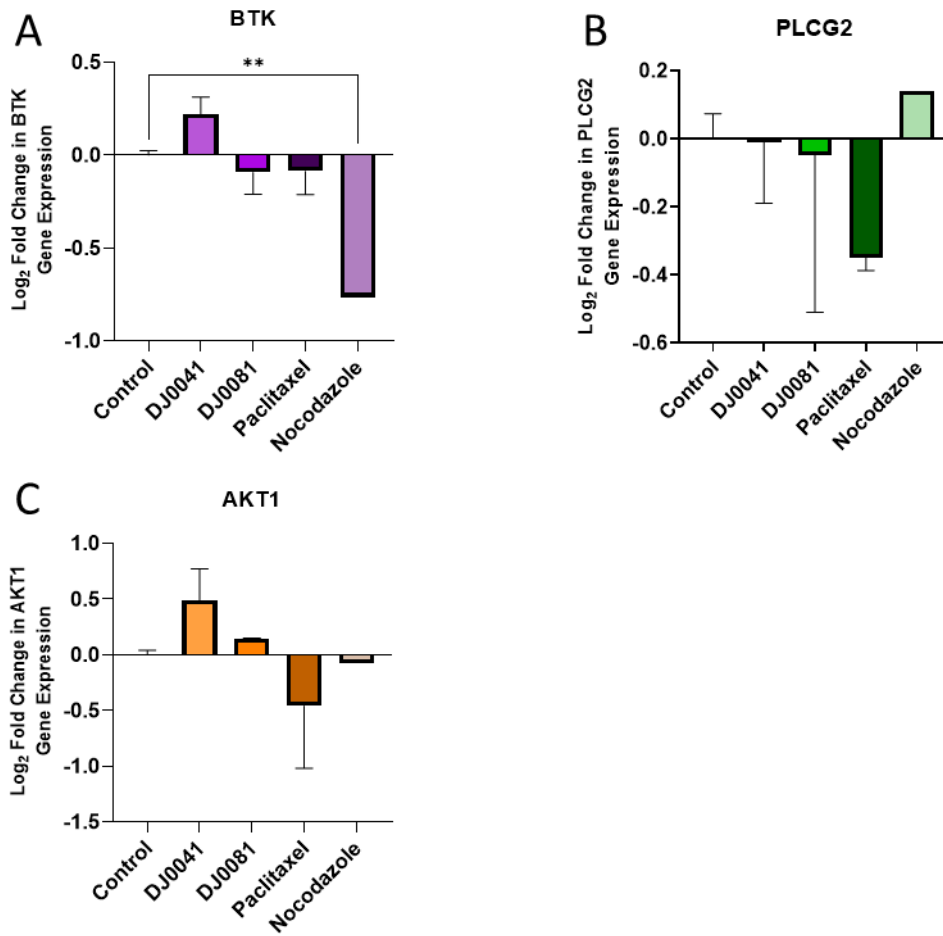 A
BTK
Log₂ Fold Change in BTK
Gene Expression
0.5
0.0
-0.5
-1.0
**
Control
DJ0041
DJ0081
Paclitaxel
Nocodazole
B
PLCG2
Log₂ Fold Change in PLCG2
Gene Expression
0.2
0.0
-0.2
-0.4
-0.6
Control
DJ0041
DJ0081
Paclitaxel
Nocodazole
C
AKT1
Log₂ Fold Change in AKT1
Gene Expression
1.0
0.5
0.0
-0.5
-1.0
-1.5
Control
DJ0041
DJ0081
Paclitaxel
Nocodazole